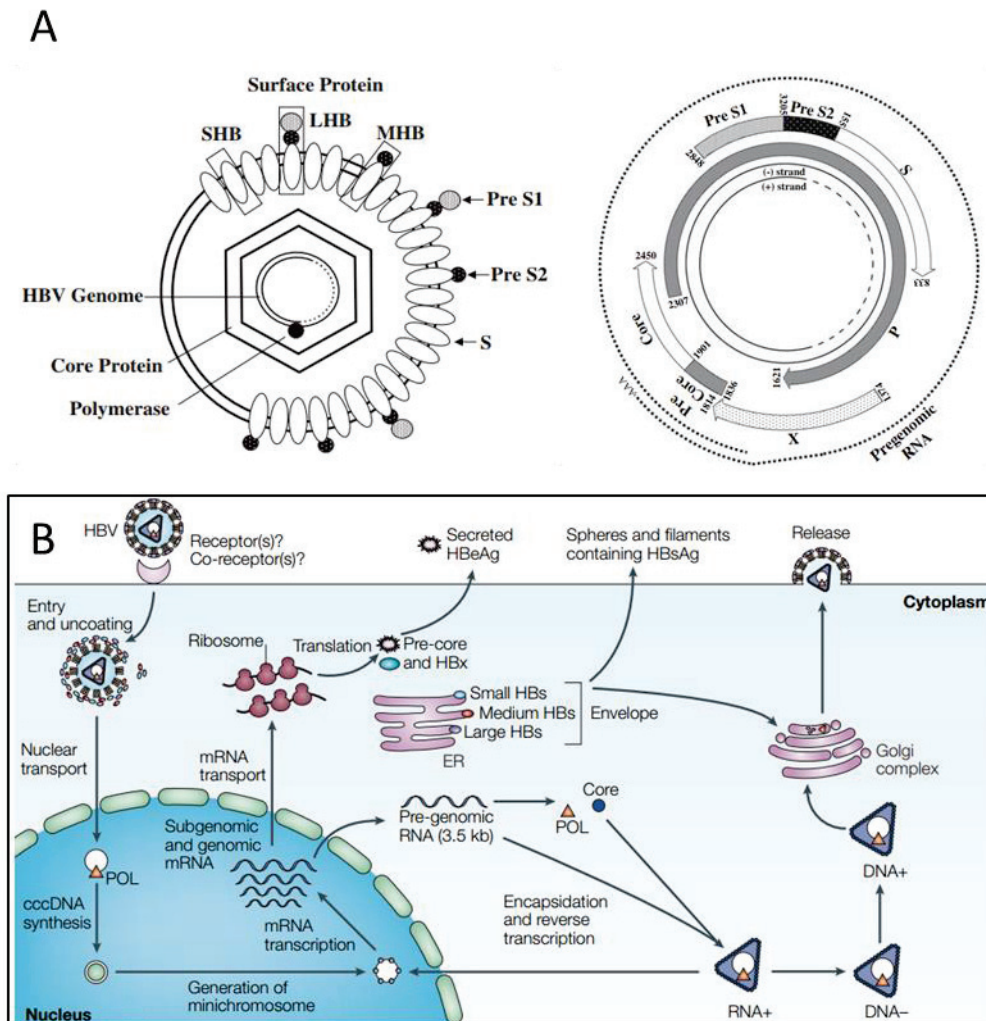 A
Surface Protein
SHB
LHB
MHB
Pre S1
Pre S2
HBV Genome
Core Protein
Polymerase
S
Pre S1
3205
Pre S2
155
2848
S
(-) strand
(+) strand
833
2450
2307
P
Core
1901
1621
1836
1814
Pre
Core
AAA
1374
X
Pregenomic
RNA
B
HBV
Receptor(s)?
Co-receptor(s)?
Secreted
HBeAg
Spheres and filaments
containing HBsAg
Release
Cytoplasm
Entry
and uncoating
Ribosome
Translation
Pre-core
and HBx
Small HBs
Medium HBs
Large HBs
Envelope
ER
Golgi
complex
Nuclear
transport
mRNA
transport
Subgenomic
and genomic
mRNA
Pre-genomic
RNA (3.5 kb)
Core
POL
POL
DNA+
cccDNA
synthesis
mRNA
transcription
Encapsidation
and reverse
transcription
Generation of
minichromosome
Nucleus
RNA+
DNA–